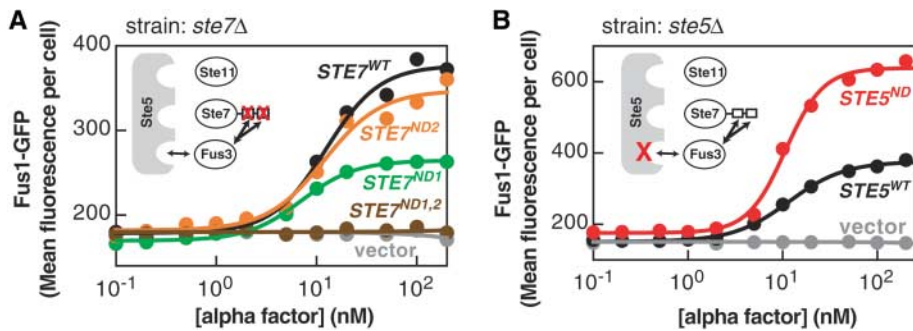 A
strain: ste7Δ
Fus1-GFP
(Mean fluorescence per cell)
400
300
180
Ste5
Ste11
Ste7
Fus3
STE7WT
STE7ND2
STE7ND1
STE7ND1,2
vector
10-1
100
101
102
[alpha factor] (nM)
B
strain: ste5Δ
Fus1-GFP
(Mean fluorescence per cell)
600
400
200
Ste5
Ste11
Ste7
Fus3
X
STE5ND
STE5WT
vector
10-1
100
101
102
[alpha factor] (nM)